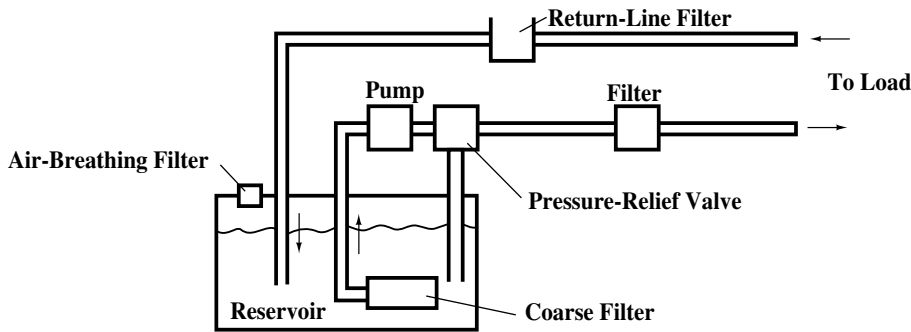 Return-Line Filter
To Load
Pump
Filter
Air-Breathing Filter
Pressure-Relief Valve
Reservoir
Coarse Filter